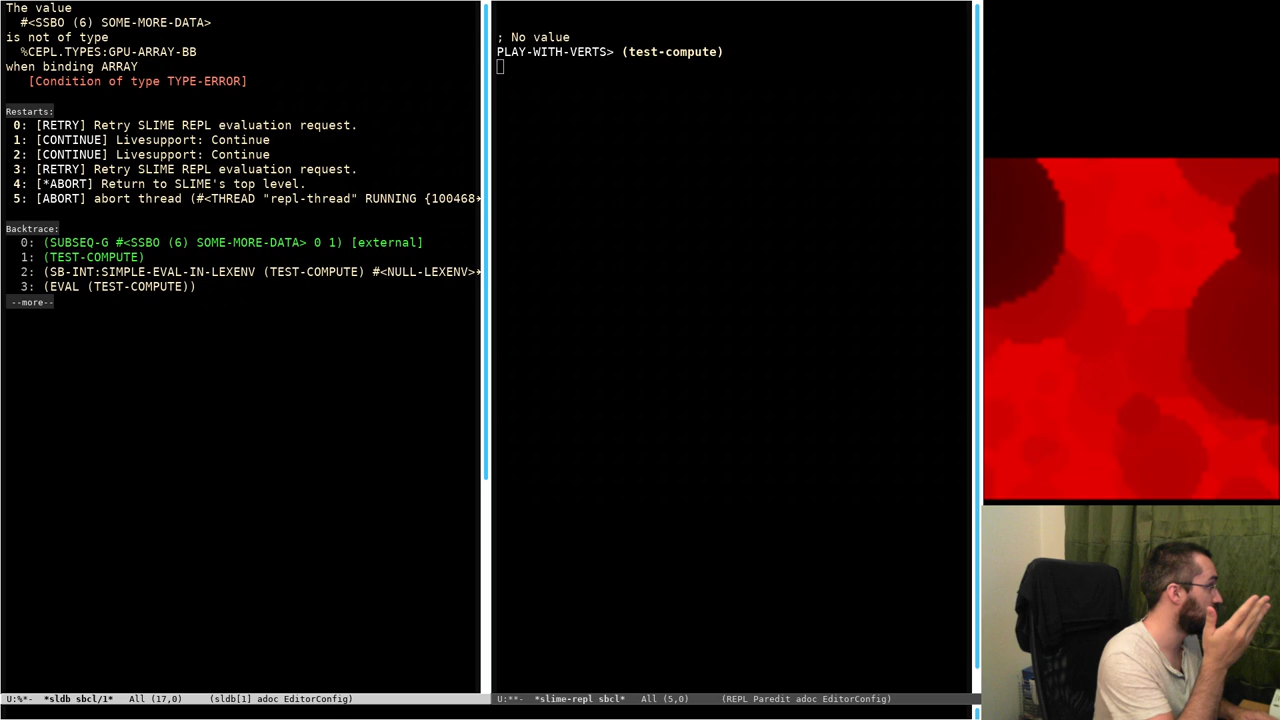 The value
#<SSBO (6) SOME-MORE-DATA>
is not of type
%CEPL.TYPES:GPU-ARRAY-BB
when binding ARRAY
[Condition of type TYPE-ERROR]
Restarts:
0: [RETRY] Retry SLIME REPL evaluation request.
1: [CONTINUE] Livesupport: Continue
2: [CONTINUE] Livesupport: Continue
3: [RETRY] Retry SLIME REPL evaluation request.
4: [*ABORT] Return to SLIME's top level.
5: [ABORT] abort thread (#<THREAD "repl-thread" RUNNING {100468
Backtrace:
0: (SUBSEQ-G #<SSBO (6) SOME-MORE-DATA> 0 1) [external]
1: (TEST-COMPUTE)
2: (SB-INT:SIMPLE-EVAL-IN-LEXENV (TEST-COMPUTE) #<NULL-LEXENV>
3: (EVAL (TEST-COMPUTE))
--more--
U:%*- *sldb sbcl/1* All (17,0) (sldb[1] adoc EditorConfig)
; No value
PLAY-WITH-VERTS> (test-compute)
U:**- *slime-repl sbcl* All (5,0) (REPL Paredit adoc EditorConfig)